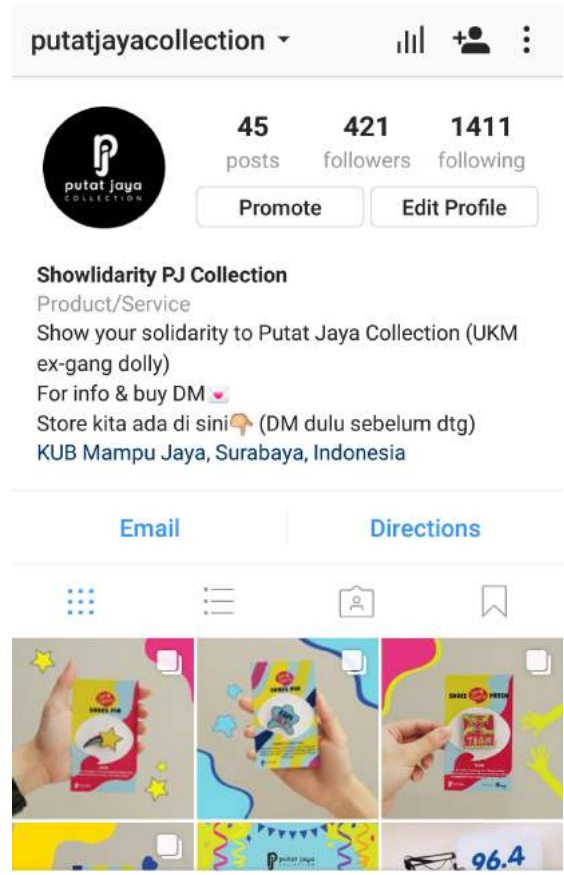 putatjayacollection
45 421 1411
posts followers following
putat jaya
COLLECTION
Promote Edit Profile
Showlidarity PJ Collection
Product/Service
Show your solidarity to Putat Jaya Collection (UKM
ex-gang dolly)
For info & buy DM💌
Store kita ada di sini👇 (DM dulu sebelum dtg)
KUB Mampu Jaya, Surabaya, Indonesia
Email Directions
SHOES PIN
SHOES PIN
SHOES PATCH
TEAM
putat jaya
COLLECTION
96.4